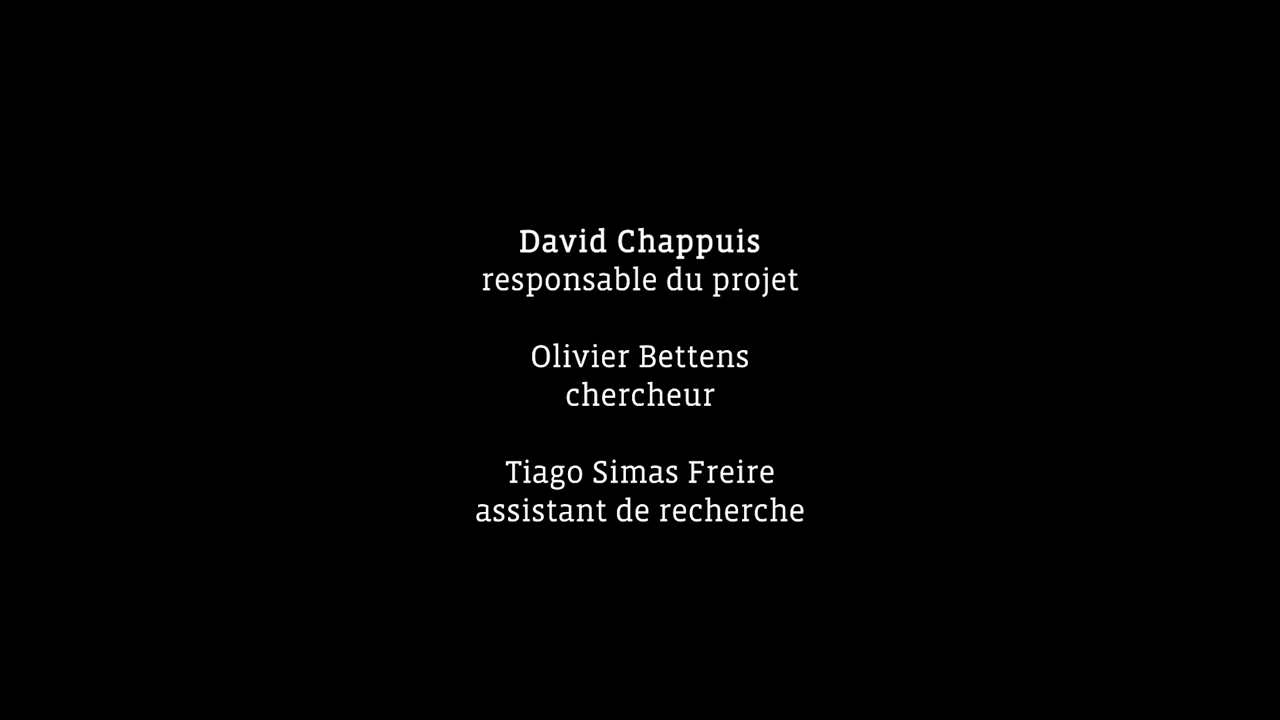 David Chappuis
responsable du projet
Olivier Bettens
chercheur
Tiago Simas Freire
assistant de recherche